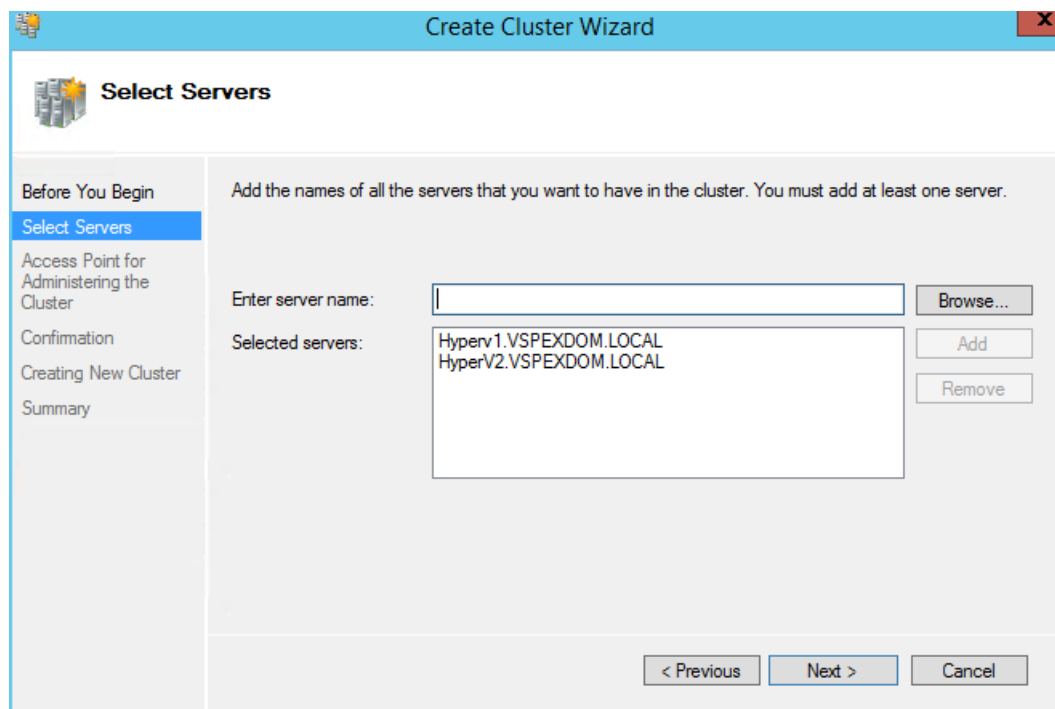 Create Cluster Wizard
X
Select Servers
Before You Begin
Select Servers
Access Point for
Administering the
Cluster
Confirmation
Creating New Cluster
Summary
Add the names of all the servers that you want to have in the cluster. You must add at least one server.
Enter server name:
Browse...
Selected servers:
Hyperv1.VSPEXDOM.LOCAL
HyperV2.VSPEXDOM.LOCAL
Add
Remove
< Previous
Next >
Cancel